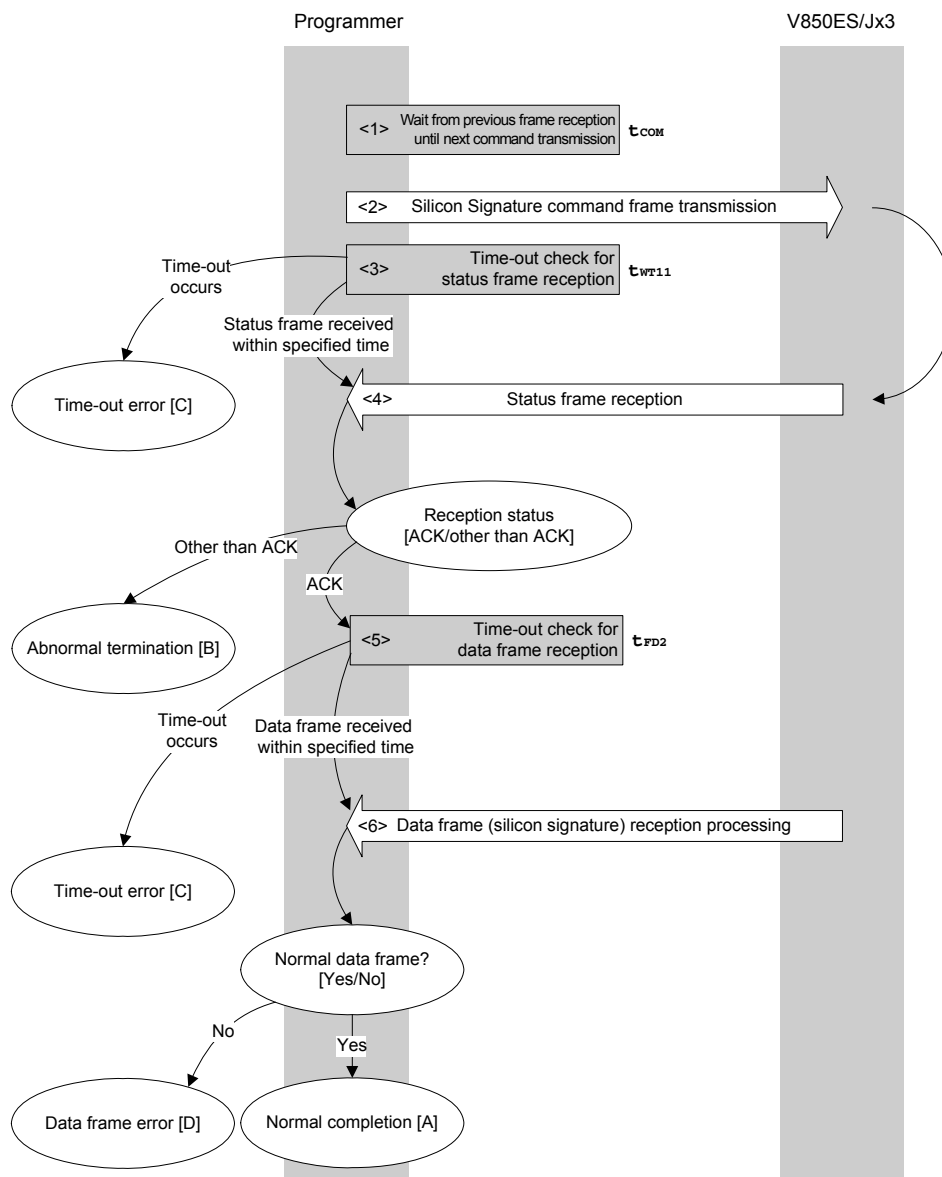 Programmer
V850ES/Jx3
<1> Wait from previous frame reception
until next command transmission
tCOM
<2> Silicon Signature command frame transmission
<3> Time-out check for
status frame reception
tWT11
Time-out
occurs
Status frame received
within specified time
Time-out error [C]
<4> Status frame reception
Reception status
[ACK/other than ACK]
Other than ACK
ACK
Abnormal termination [B]
<5> Time-out check for
data frame reception
tFD2
Time-out
occurs
Data frame received
within specified time
<6> Data frame (silicon signature) reception processing
Time-out error [C]
Normal data frame?
[Yes/No]
No
Yes
Data frame error [D]
Normal completion [A]